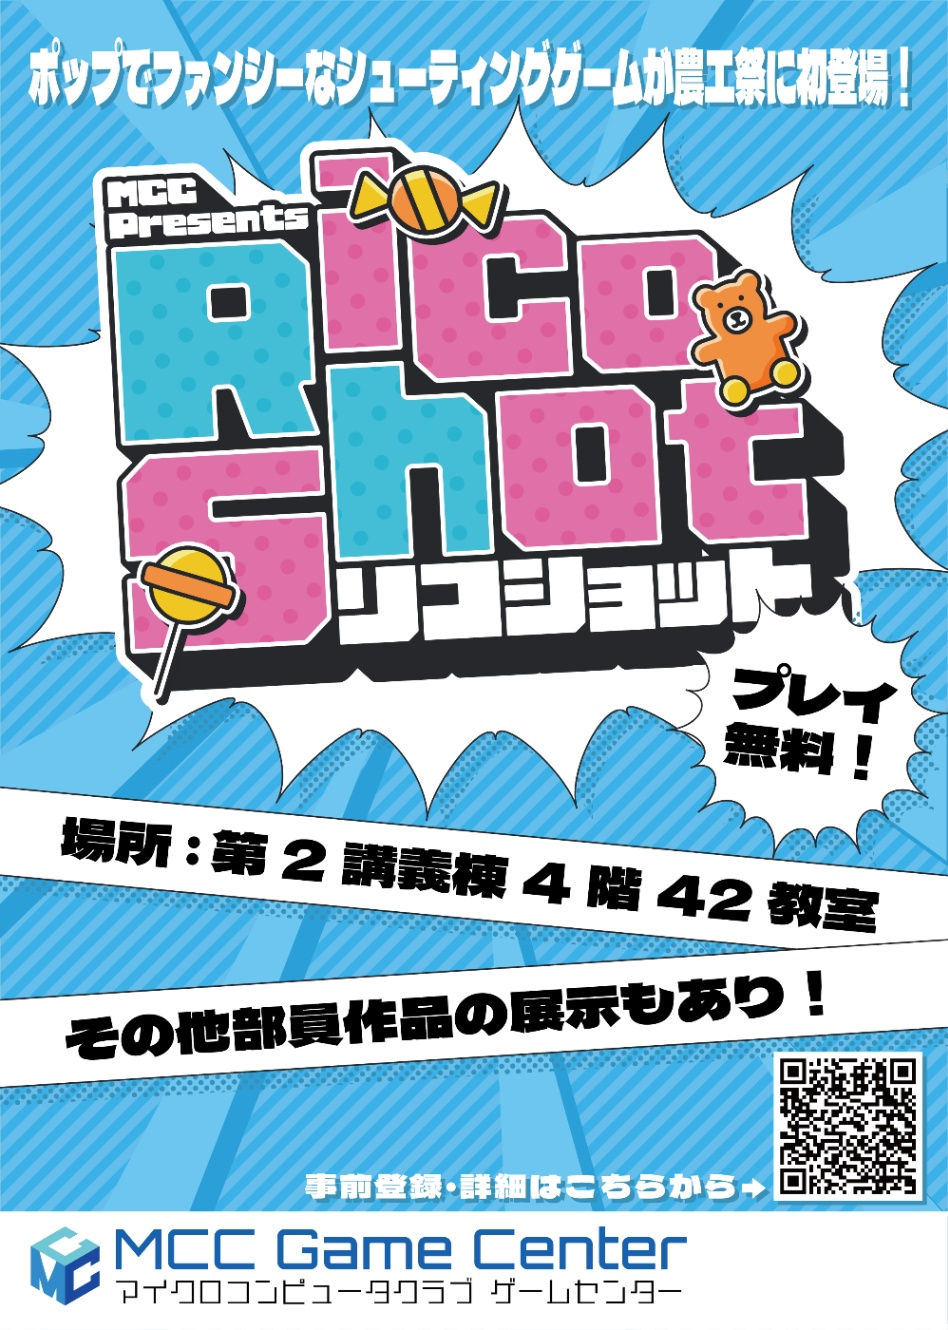 ポップでファンシーなシューティングゲームが農工祭に初登場！
MCC
Presents
Rico
Shot
リコショット
プレイ
無料！
場所：第2講義棟4階42教室
その他部員作品の展示もあり！
事前登録・詳細はこちらから→
MCC
MCC Game Center
マイクロコンピュータクラブ ゲームセンター